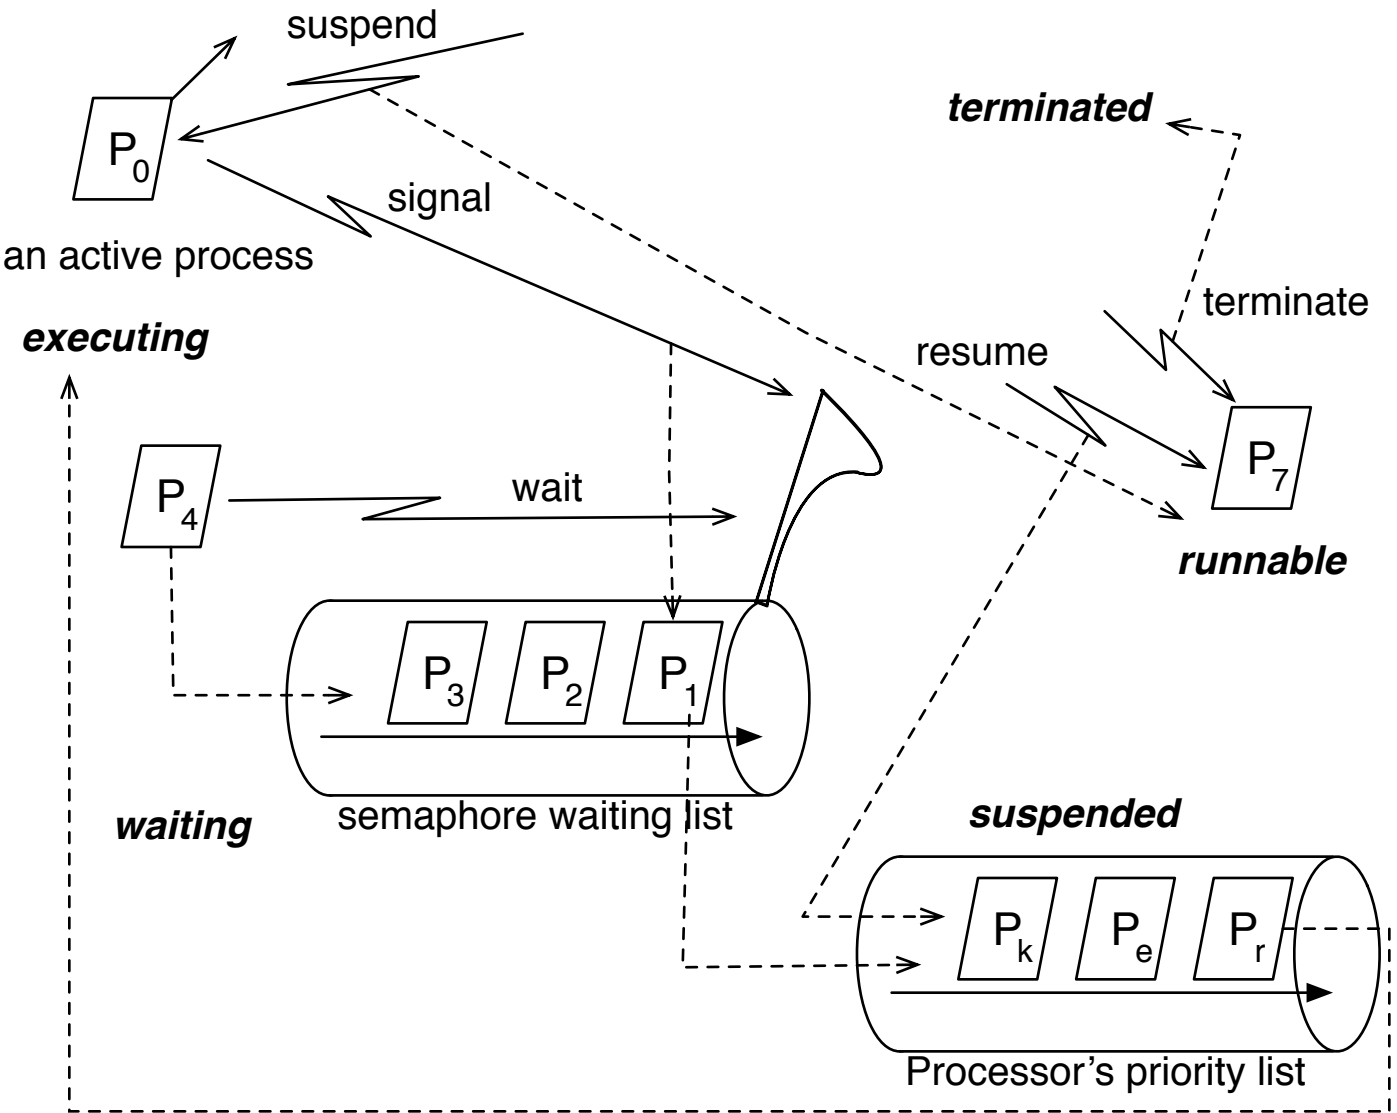 suspend
terminated
P0
signal
an active process
terminate
executing
resume
P4
wait
P7
runnable
P3 P2 P1
semaphore waiting list
waiting
suspended
Pk Pe Pr
Processor’s priority list